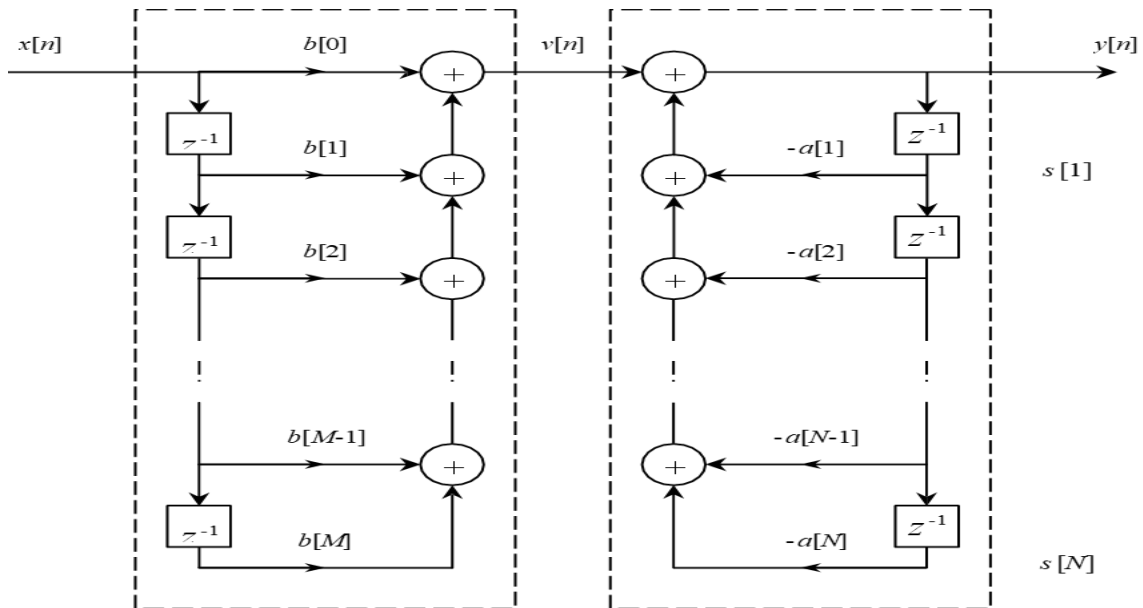 x[n] b[0] v[n] y[n]
+ +
z⁻¹ z⁻¹
b[1] -a[1] s[1]
+ +
z⁻¹ z⁻¹
b[2] -a[2]
+ +
b[M-1] -a[N-1]
+ +
z⁻¹ z⁻¹
b[M] -a[N] s[N]